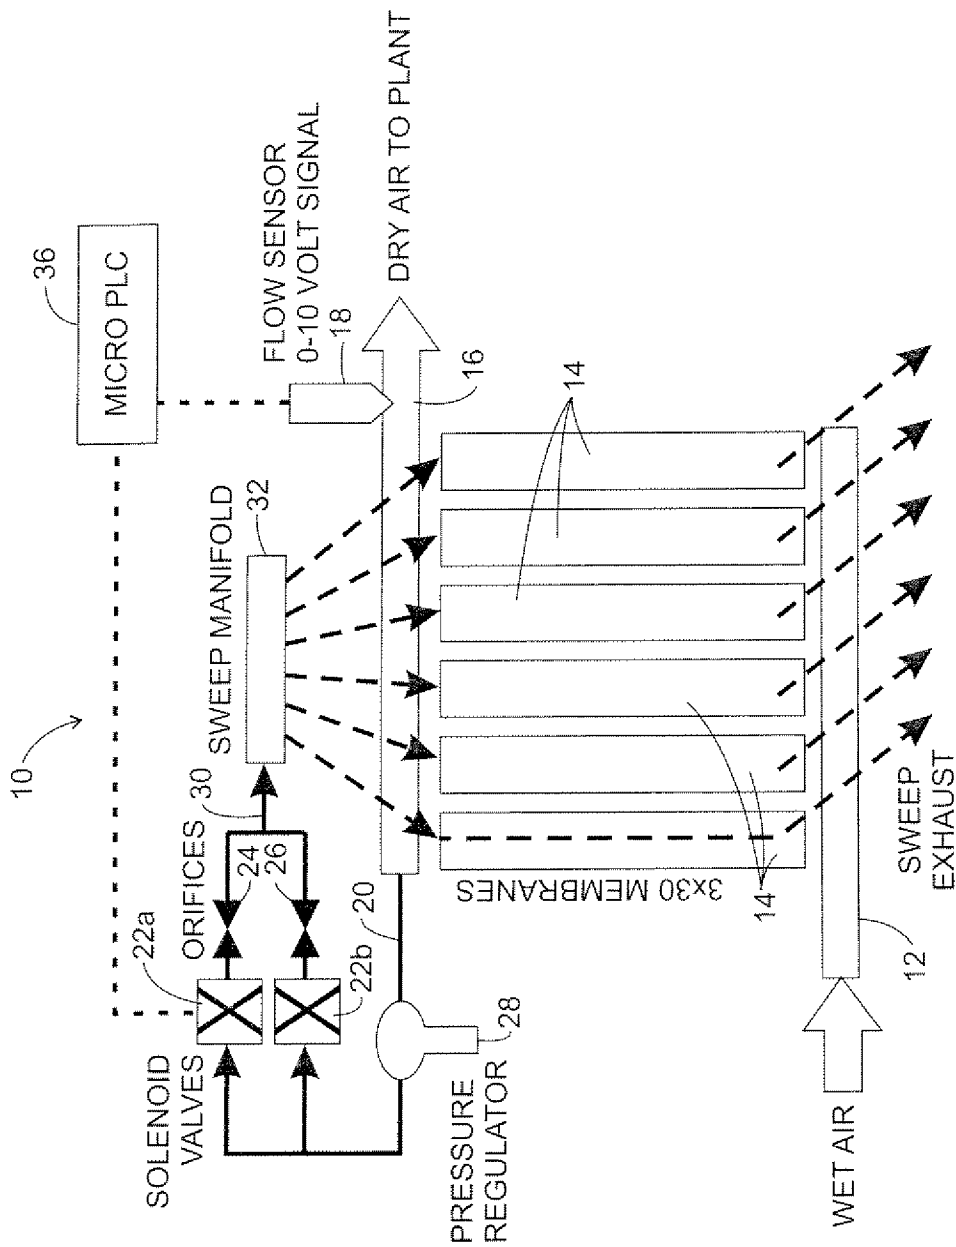 10
36
MICRO PLC
FLOW SENSOR
0-10 VOLT SIGNAL
18
DRY AIR TO PLANT
16
SWEEP MANIFOLD
32
30
ORIFICES
24
26
22a
22b
SOLENOID
VALVES
20
28
PRESSURE
REGULATOR
14
3x30 MEMBRANES
14
SWEEP
EXHAUST
12
WET AIR